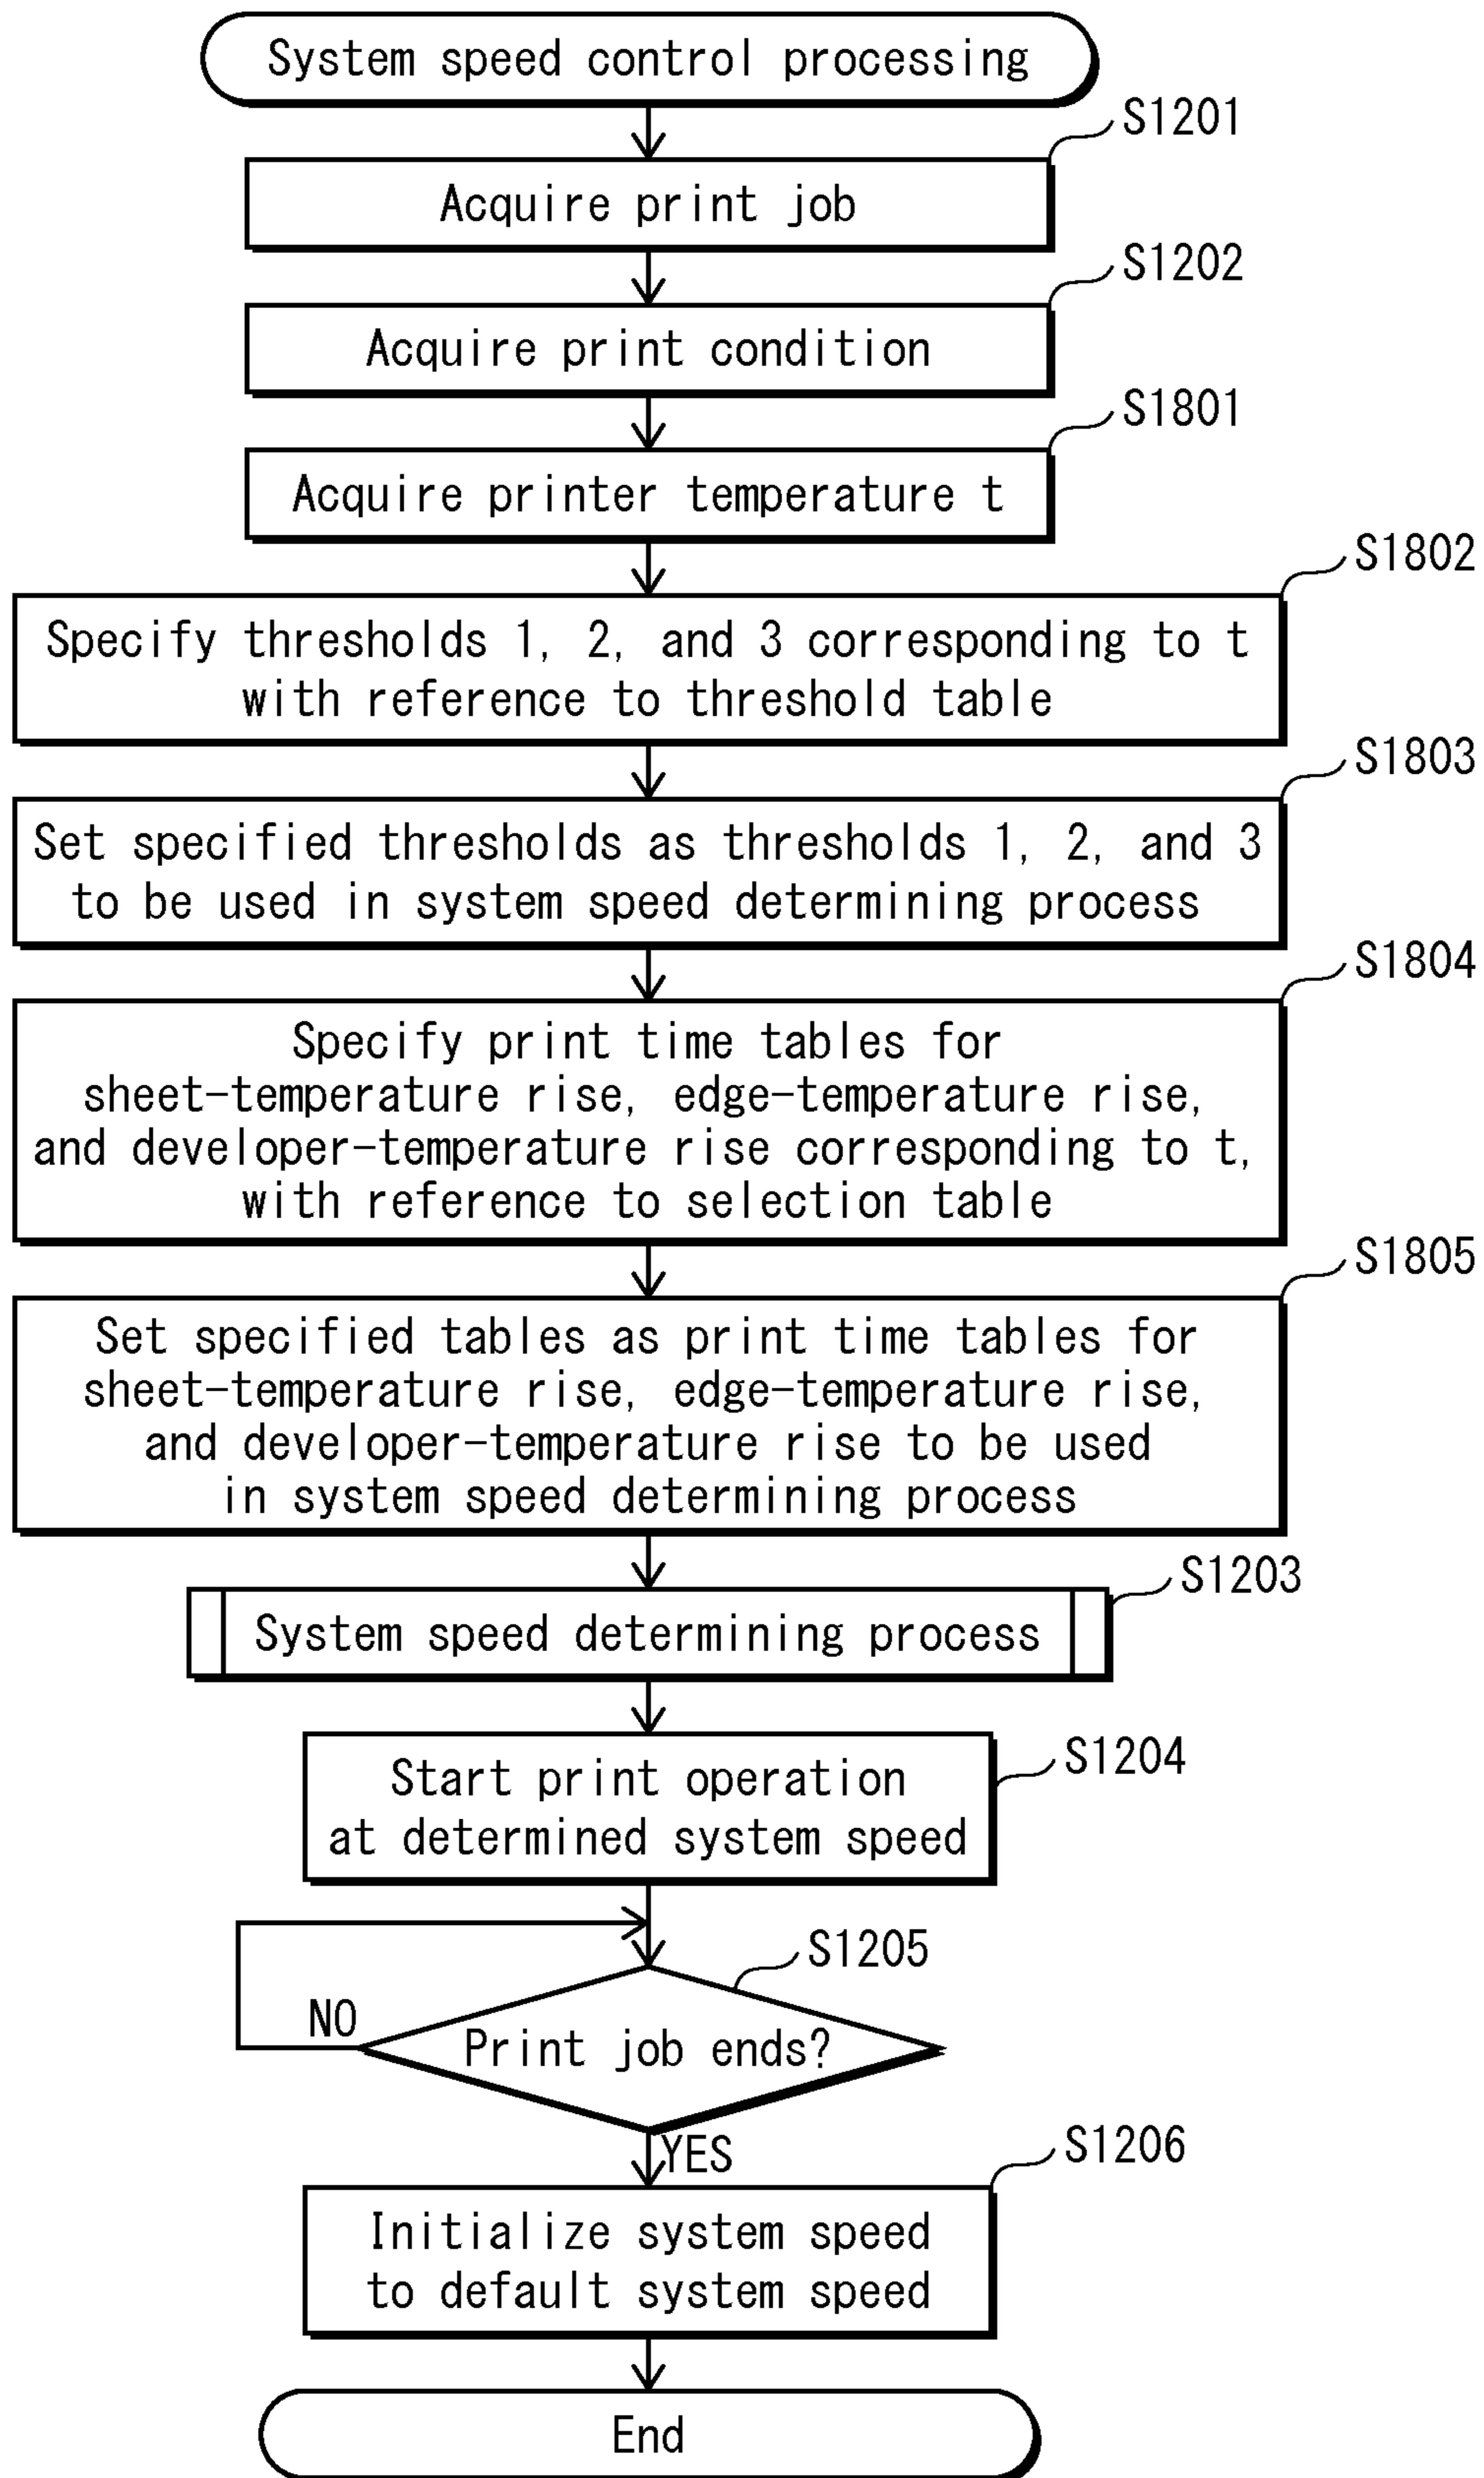 System speed control processing
S1201
Acquire print job
S1202
Acquire print condition
S1801
Acquire printer temperature t
S1802
Specify thresholds 1, 2, and 3 corresponding to t
with reference to threshold table
S1803
Set specified thresholds as thresholds 1, 2, and 3
to be used in system speed determining process
S1804
Specify print time tables for
sheet-temperature rise, edge-temperature rise,
and developer-temperature rise corresponding to t,
with reference to selection table
S1805
Set specified tables as print time tables for
sheet-temperature rise, edge-temperature rise,
and developer-temperature rise to be used
in system speed determining process
S1203
System speed determining process
S1204
Start print operation
at determined system speed
S1205
NO
Print job ends?
YES
S1206
Initialize system speed
to default system speed
End